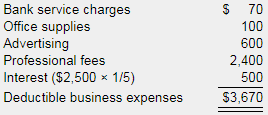 Bank service charges $ 70
Office supplies 100
Advertising 600
Professional fees 2,400
Interest ($2,500 × 1/5) 500
Deductible business expenses $3,670